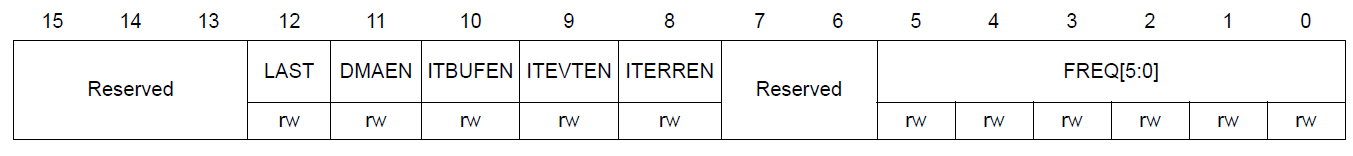 15 14 13 12 11 10 9 8 7 6 5 4 3 2 1 0
Reserved LAST DMAEN ITBUFEN ITEVTEN ITERREN Reserved FREQ[5:0]
rw rw rw rw rw rw rw rw rw rw rw